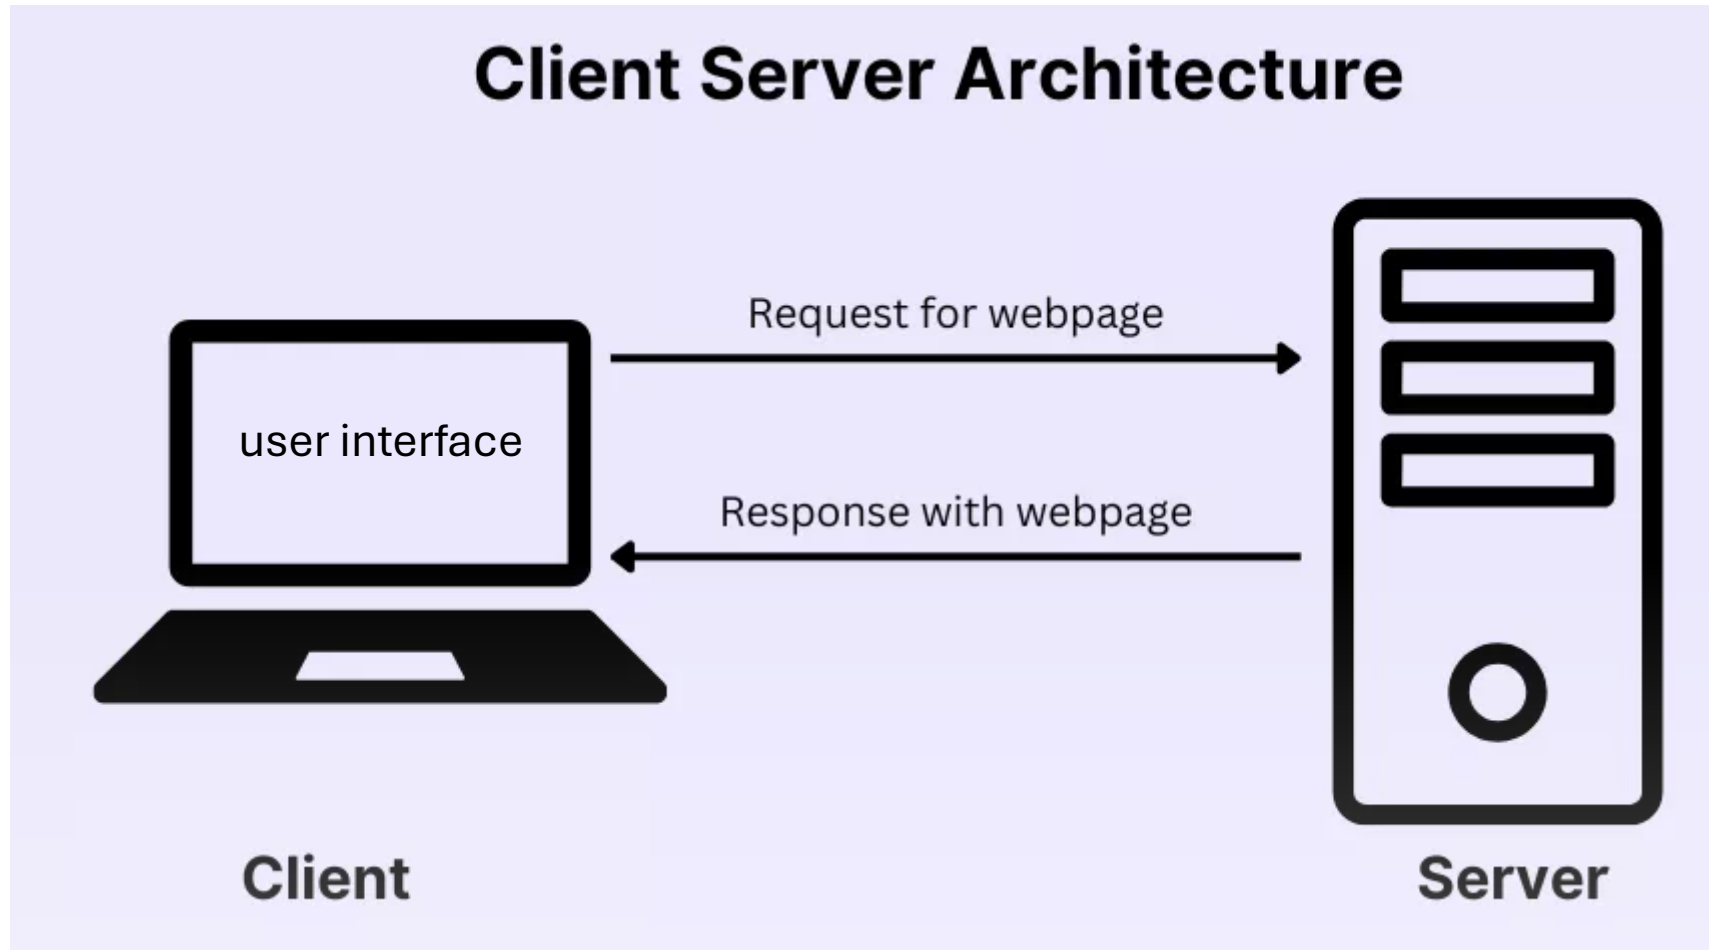 Client Server Architecture
Request for webpage
user interface
Response with webpage
Client
Server